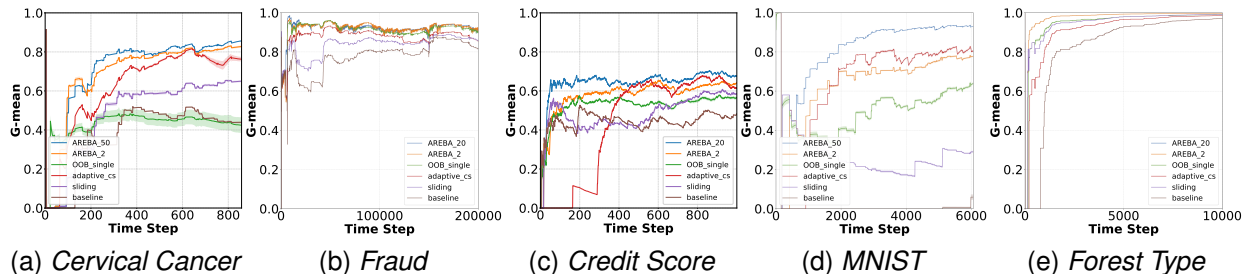 1.0
0.8
0.6
0.4
0.2
0.0
G-mean
0 200 400 600 800
Time Step
AREBA_50
AREBA_2
OOB_single
adaptive_cs
sliding
baseline
(a) Cervical Cancer
1.0
0.8
0.6
0.4
0.2
0.0
G-mean
100000 200000
Time Step
AREBA_20
AREBA_2
OOB_single
adaptive_cs
sliding
baseline
(b) Fraud
1.0
0.8
0.6
0.4
0.2
0.0
G-mean
0 200 400 600 800
Time Step
AREBA_20
AREBA_2
OOB_single
adaptive_cs
sliding
baseline
(c) Credit Score
1.0
0.8
0.6
0.4
0.2
0.0
G-mean
2000 4000 6000
Time Step
AREBA_50
AREBA_2
OOB_single
adaptive_cs
sliding
baseline
(d) MNIST
1.0
0.8
0.6
0.4
0.2
0.0
G-mean
0 5000 10000
Time Step
AREBA_20
AREBA_2
OOB_single
adaptive_cs
sliding
baseline
(e) Forest Type